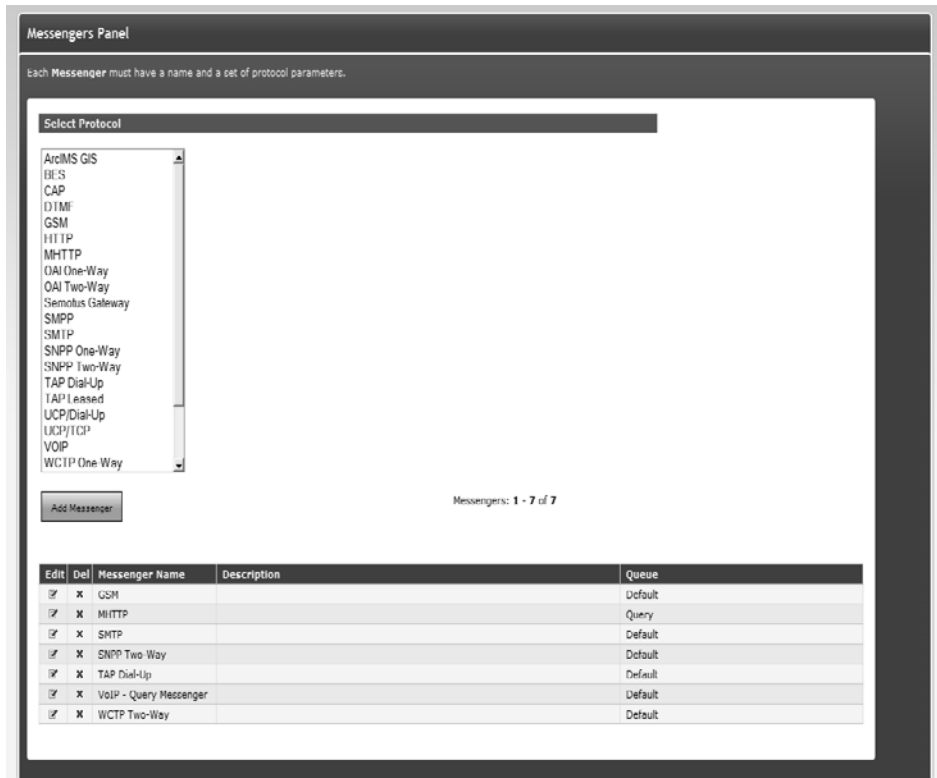 Messengers Panel
Each Messenger must have a name and a set of protocol parameters.
Select Protocol
ArcIMS GIS
BES
CAP
DTMF
GSM
HTTP
MHTTP
OAI One-Way
OAI Two-Way
Semotus Gateway
SMPP
SMTP
SNPP One-Way
SNPP Two-Way
TAP Dial-Up
TAP Leased
UCP/Dial-Up
UCP/TCP
VOIP
WCTP One-Way
Add Messenger
Messengers: 1 - 7 of 7
Edit Del Messenger Name Description Queue
GSM Default
MHTTP Query
SMTP Default
SNPP Two-Way Default
TAP Dial-Up Default
VoIP - Query Messenger Default
WCTP Two-Way Default